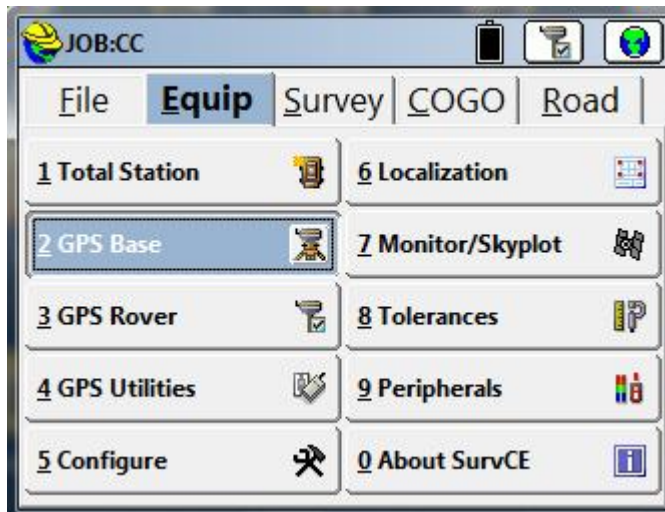 JOB:CC
File Equip Survey COGO Road
1 Total Station
6 Localization
2 GPS Base
7 Monitor/Skyplot
3 GPS Rover
8 Tolerances
4 GPS Utilities
9 Peripherals
5 Configure
0 About SurvCE